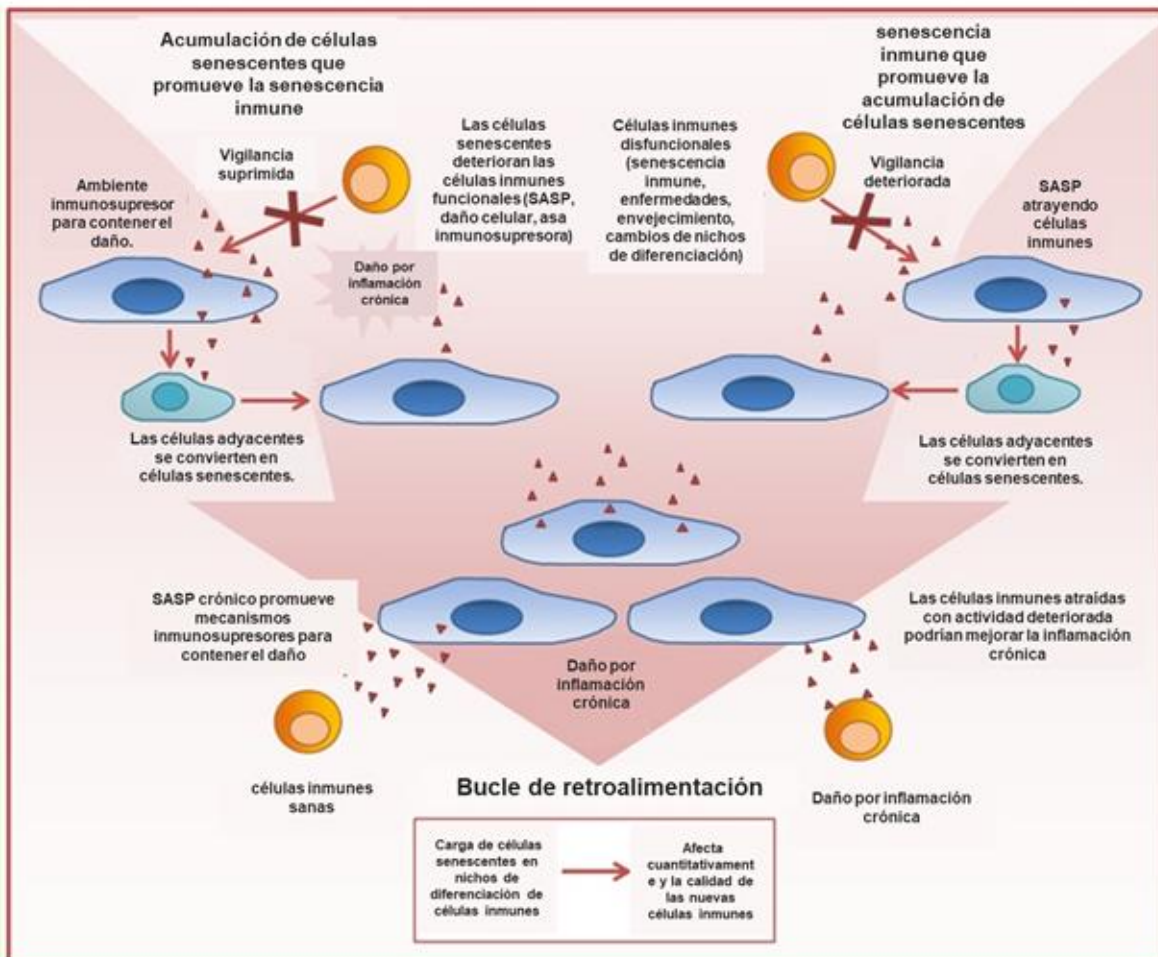 Acumulación de células
senescentes que
promueve la senescencia
inmune
senescencia
inmune que
promueve la
acumulación de
células senescentes
Vigilancia
suprimida
Las células
senescentes
deterioran las
células inmunes
funcionales (SASP,
daño celular, asa
inmunosupresora)
Células inmunes
disfuncionales
(senescencia
inmune,
enfermedades,
envejecimiento,
cambios de nichos
de diferenciación)
Vigilancia
deteriorada
Ambiente
inmunosupresor
para contener el
daño.
SASP
atrayendo
células
inmunes
Daño por
inflamación
crónica
Las células adyacentes
se convierten en
células senescentes.
Las células adyacentes
se convierten en
células senescentes.
SASP crónico promueve
mecanismos
inmunosupresores para
contener el daño
Daño por
inflamación
crónica
Las células inmunes atraídas
con actividad deteriorada
podrían mejorar la inflamación
crónica
células inmunes
sanas
Daño por inflamación
crónica
Bucle de retroalimentación
Carga de células
senescentes en
nichos de
diferenciación de
células inmunes
Afecta
cuantitativament
e y la calidad de
las nuevas
células inmunes